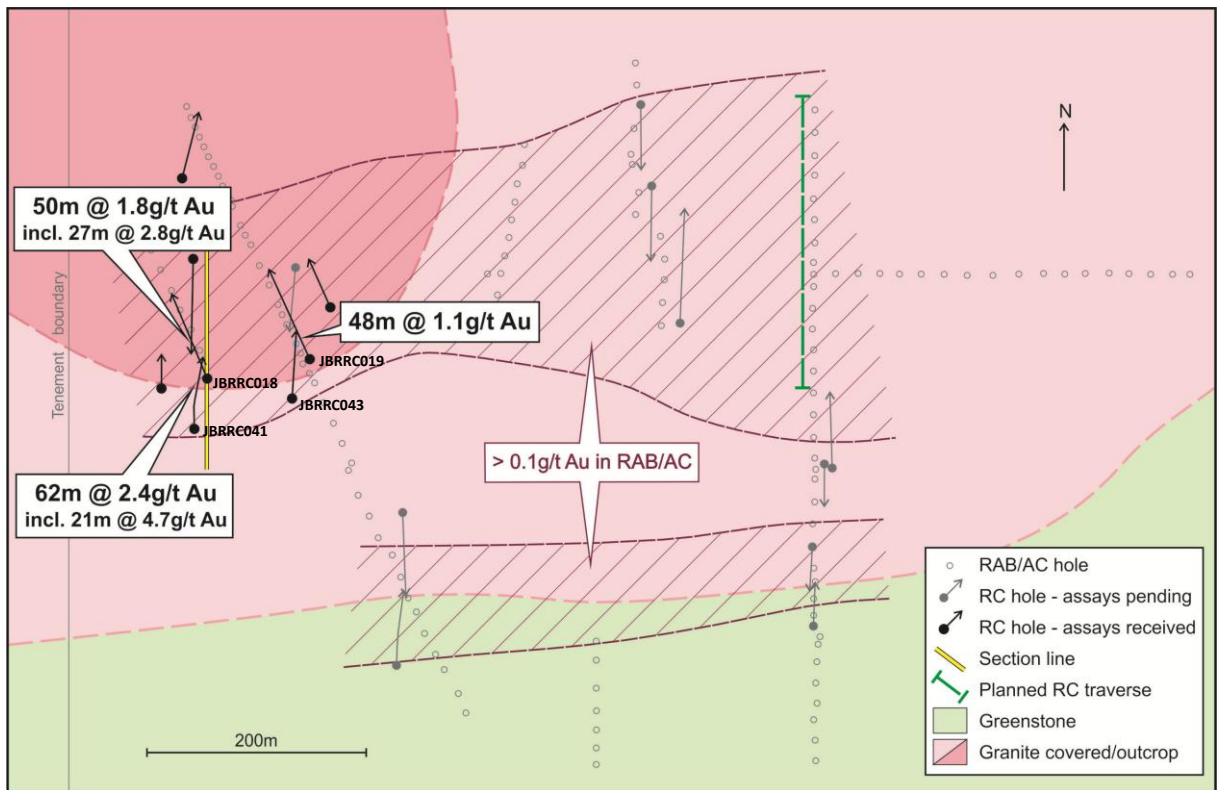 N
50m @ 1.8g/t Au
incl. 27m @ 2.8g/t Au
48m @ 1.1g/t Au
JBRRC019
JBRRC018
JBRRC043
JBRRC041
Tenement boundary
> 0.1g/t Au in RAB/AC
62m @ 2.4g/t Au
incl. 21m @ 4.7g/t Au
200m
RAB/AC hole
RC hole - assays pending
RC hole - assays received
Section line
Planned RC traverse
Greenstone
Granite covered/outcrop